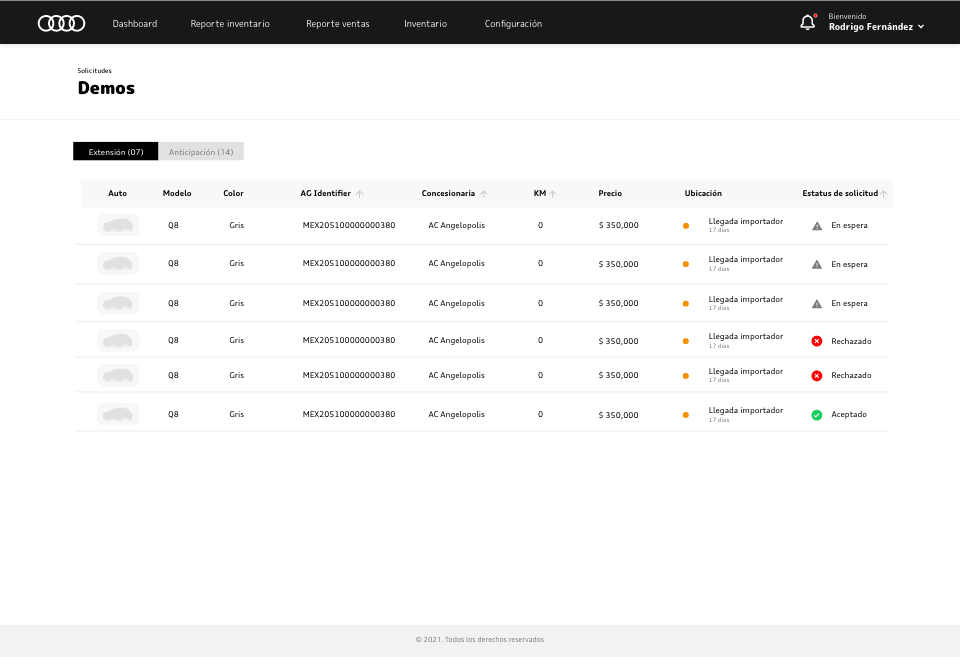 Dashboard Reporte inventario Reporte ventas Inventario Configuración Bienvenido
Rodrigo Fernández
Solicitudes
Demos
Extensión (07) Anticipación (14)
Auto Modelo Color AG Identifier Concesionaria KM Precio Ubicación Estatus de solicitud
Q8 Gris MEX205100000000380 AC Angelopolis 0 $ 350,000 Llegada importador En espera
17 días
Q8 Gris MEX205100000000380 AC Angelopolis 0 $ 350,000 Llegada importador En espera
17 días
Q8 Gris MEX205100000000380 AC Angelopolis 0 $ 350,000 Llegada importador En espera
17 días
Q8 Gris MEX205100000000380 AC Angelopolis 0 $ 350,000 Llegada importador Rechazado
17 días
Q8 Gris MEX205100000000380 AC Angelopolis 0 $ 350,000 Llegada importador Rechazado
17 días
Q8 Gris MEX205100000000380 AC Angelopolis 0 $ 350,000 Llegada importador Aceptado
17 días
© 2021. Todos los derechos reservados